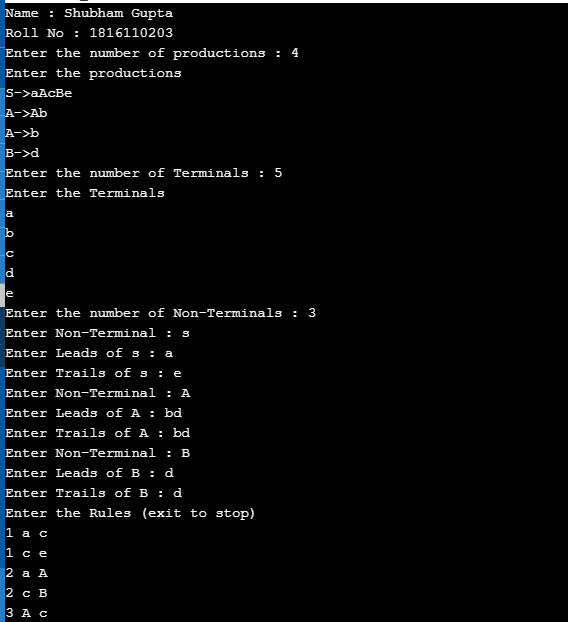 Name : Shubham Gupta
Roll No : 1816110203
Enter the number of productions : 4
Enter the productions
S->aAcBe
A->Ab
A->b
B->d
Enter the number of Terminals : 5
Enter the Terminals
a
b
c
d
e
Enter the number of Non-Terminals : 3
Enter Non-Terminal : s
Enter Leads of s : a
Enter Trails of s : e
Enter Non-Terminal : A
Enter Leads of A : bd
Enter Trails of A : bd
Enter Non-Terminal : B
Enter Leads of B : d
Enter Trails of B : d
Enter the Rules (exit to stop)
1 a c
1 c e
2 a A
2 c B
3 A c